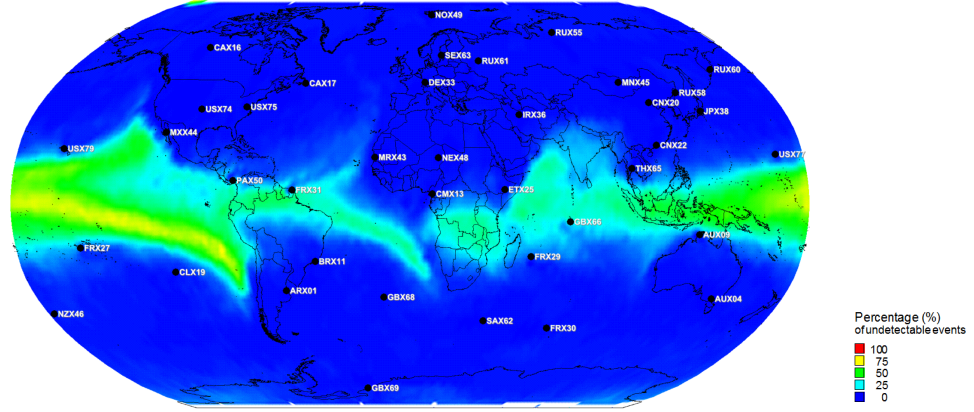 NOX49
RUX55
CAX16
SEX63
RUX61
RUX60
CAX17
DEX33
MNX45
RUX58
CNX20
USX74
USX75
IRX36
JPX38
MXX44
CNX22
USX79
MRX43
NEX48
USX77
THX65
PAX50
FRX31
CMX13
ETX25
GBX66
AUX09
FRX27
FRX29
BRX11
CLX19
ARX01
GBX68
AUX04
NZX46
SAX62
FRX30
GBX69
Percentage (%)
of undetectable events
100
75
50
25
0